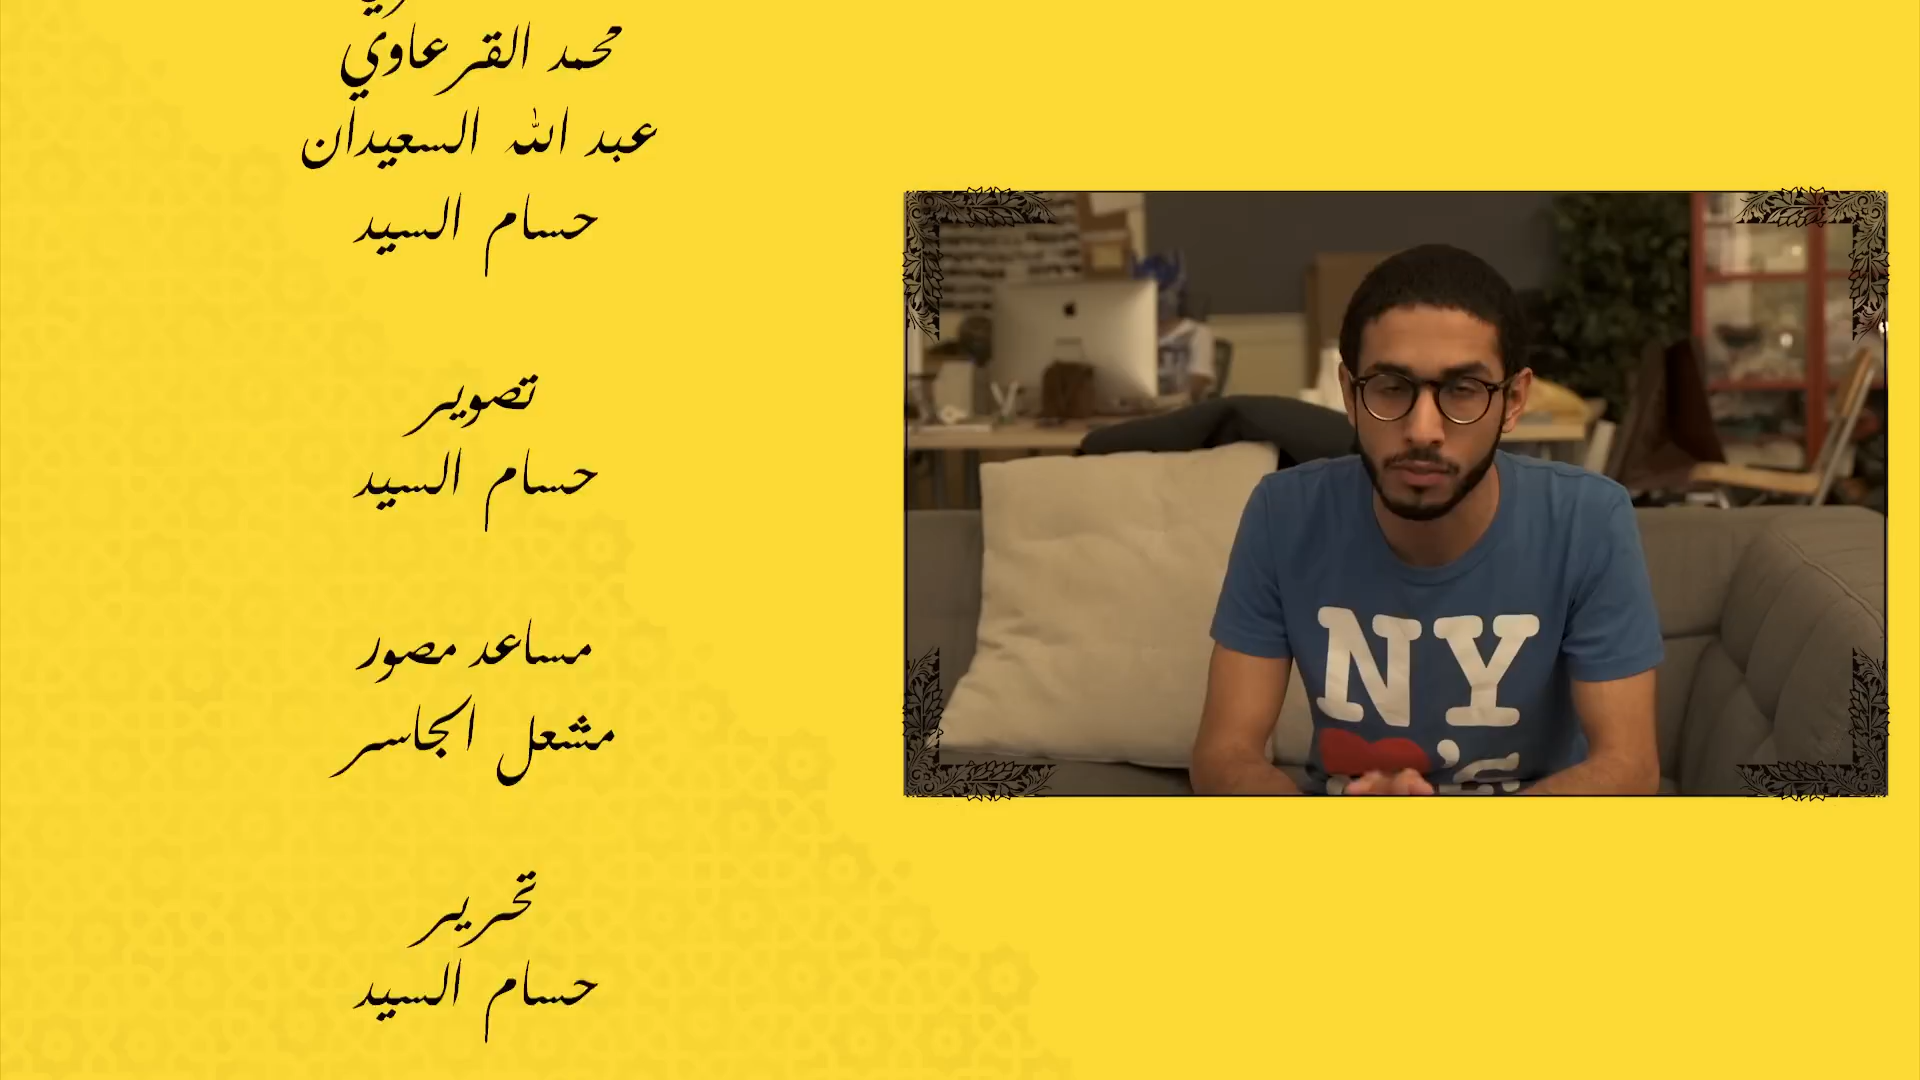 محمد القرعاوي
عبد الله السعيدان
حسام السيد
تصوير
حسام السيد
مساعد مصور
مشعل الجاسر
تحرير
حسام السيد
NY